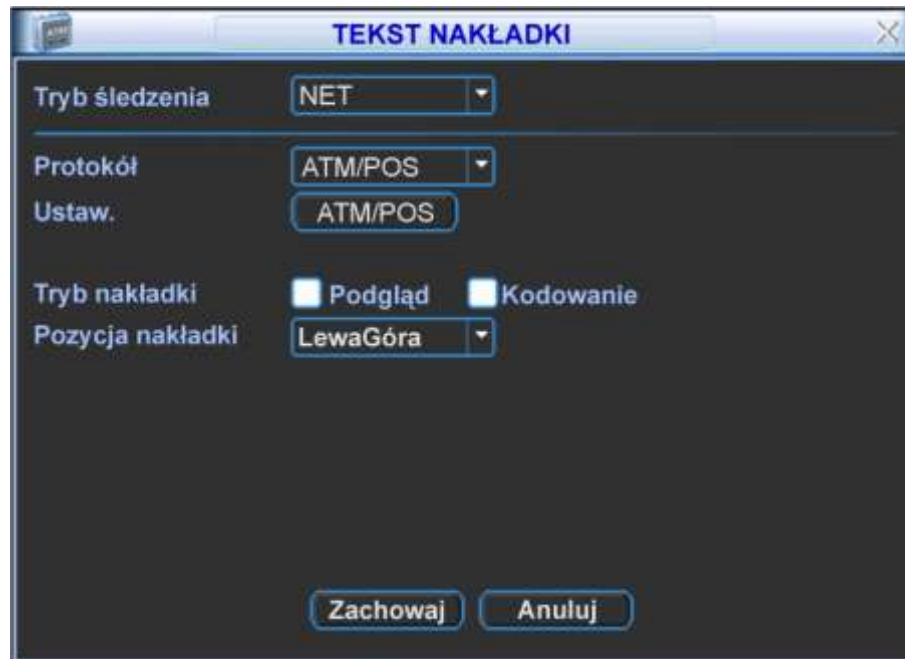 ATM
TEKST NAKŁADKI
Tryb śledzenia NET
Protokół ATM/POS
Ustaw. ATM/POS
Tryb nakładki Podgląd Kodowanie
Pozycja nakładki LewaGóra
Zachowaj Anuluj